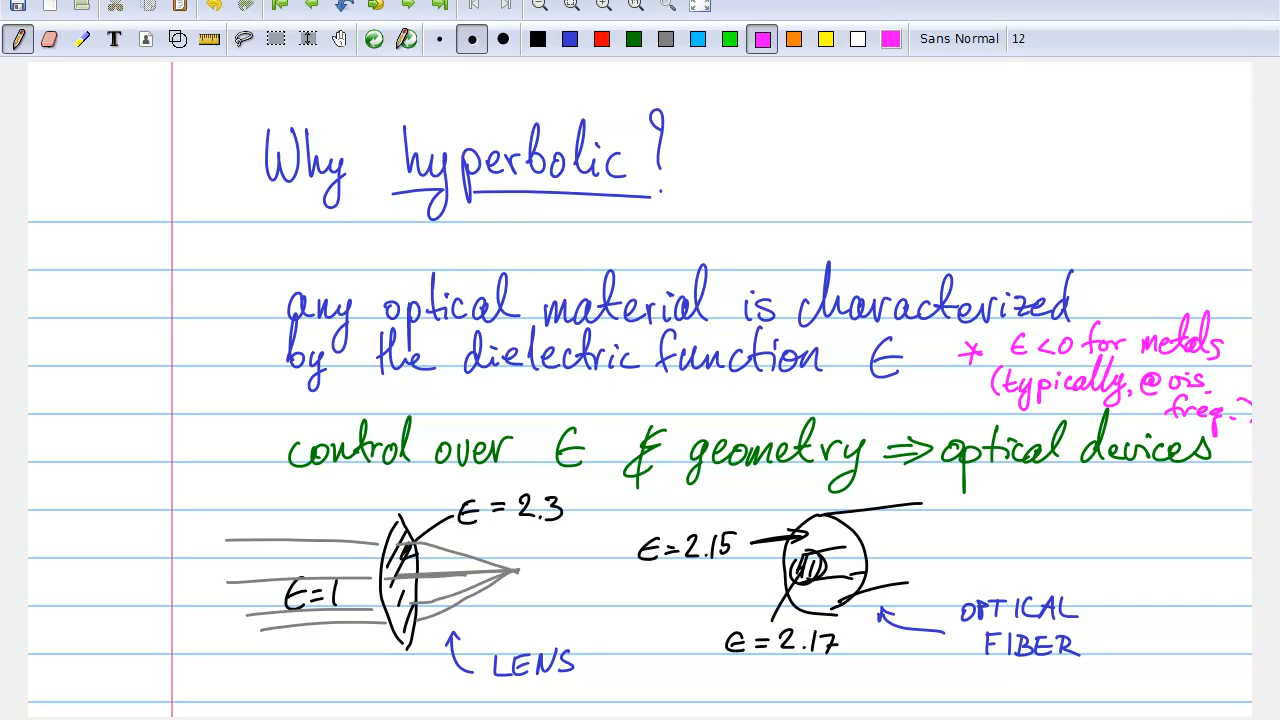 Sans Normal 12
Why hyperbolic?
any optical material is characterized
by the dielectric function ϵ
* ϵ<0 for metals
(typically, @ vis.
freq.)
control over ϵ & geometry ⇒ optical devices
ϵ = 2.3
ϵ=1
LENS
ϵ=2.15
ϵ = 2.17
OPTICAL
FIBER